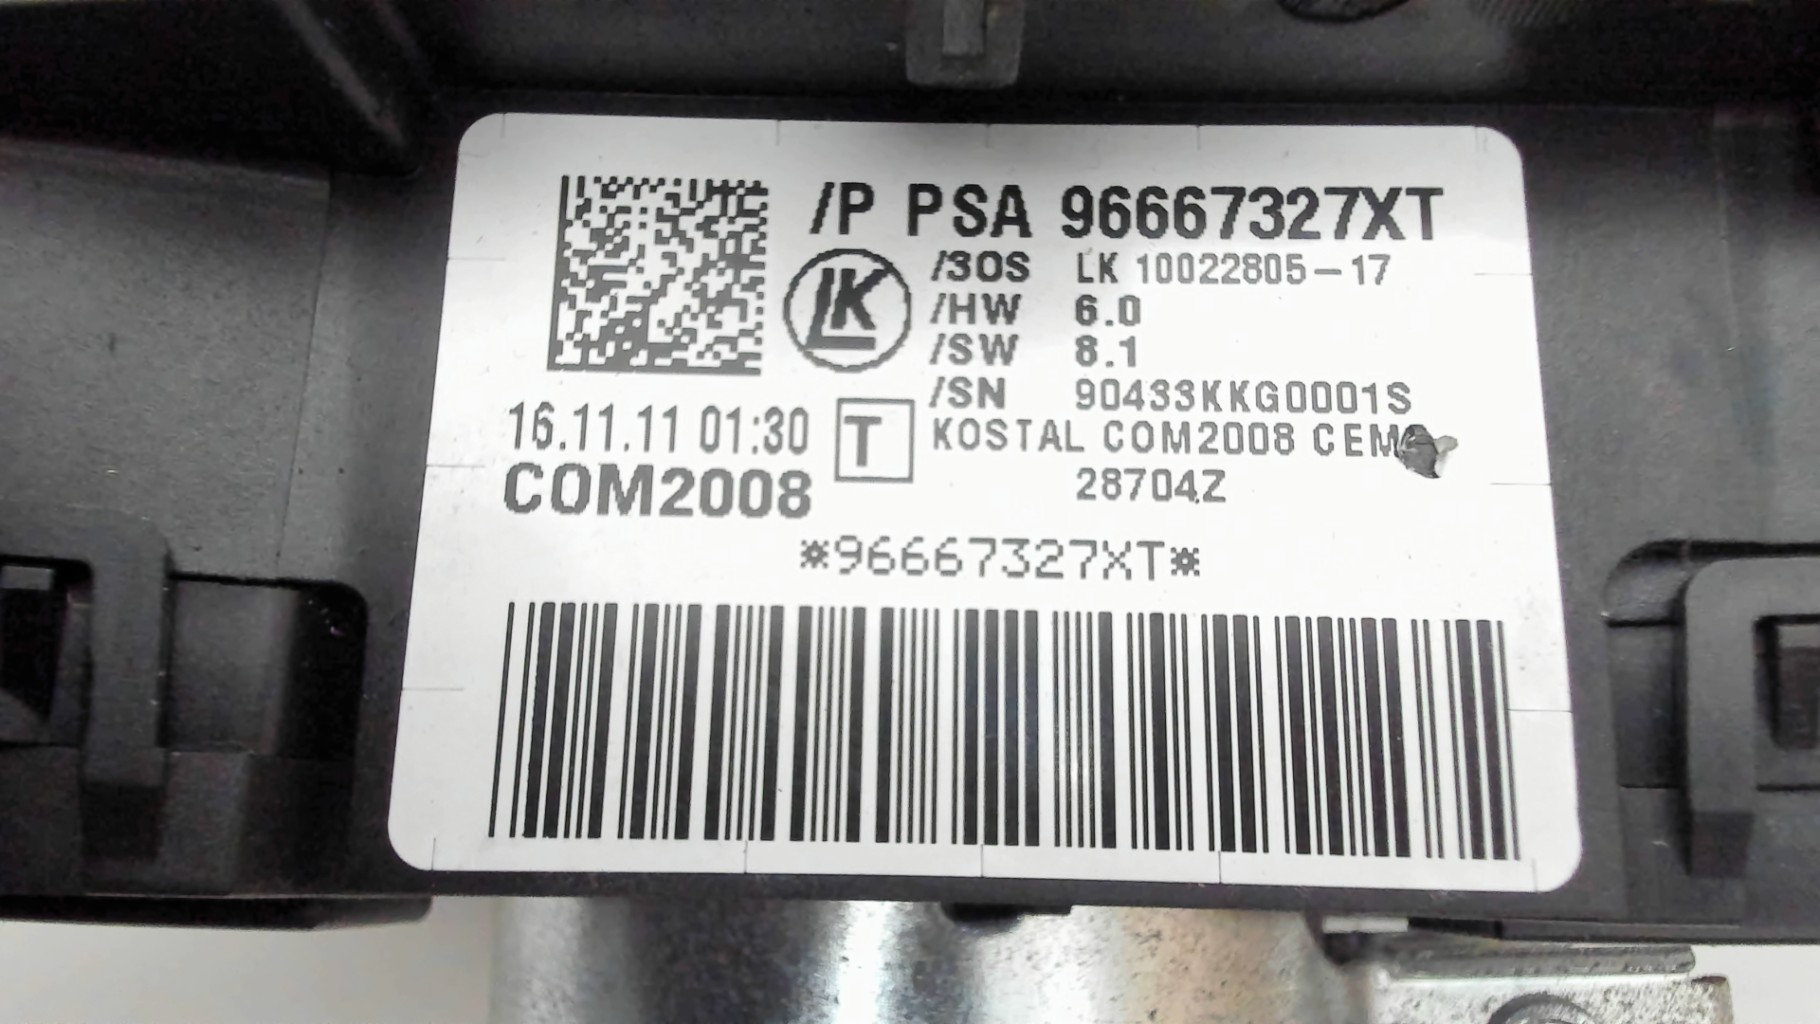 /P PSA 96667327XT
LK
/3OS LK 10022805-17
/HW 6.0
/SW 8.1
/SN 90433KKG0001S
16.11.11 01:30
T
KOSTAL COM2008
COM2008
28704Z
*96667327XT*